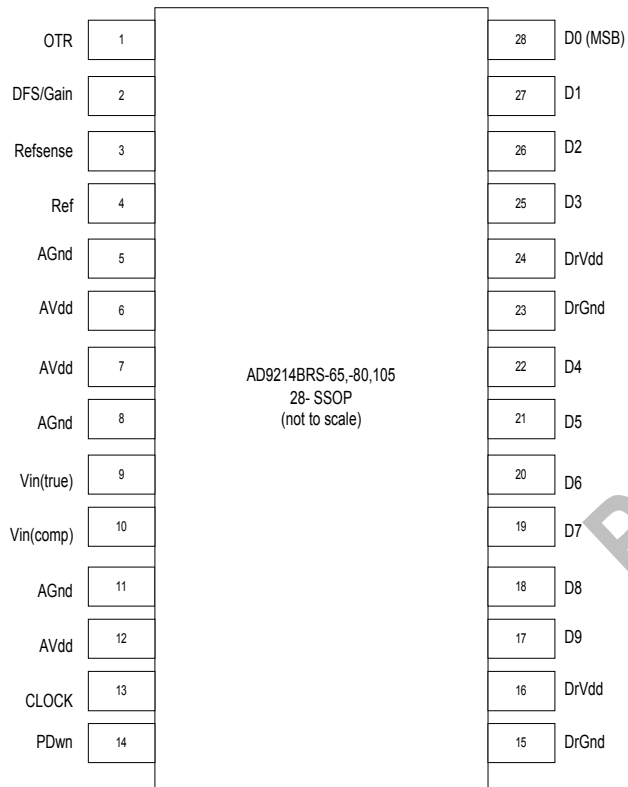 OTR 1 28 D0 (MSB)
DFS/Gain 2 27 D1
Refsense 3 26 D2
Ref 4 25 D3
AGnd 5 24 DrVdd
AVdd 6 23 DrGnd
AVdd 7 22 D4
AD9214BRS-65,-80,105
28- SSOP
(not to scale)
AGnd 8 21 D5
Vin(true) 9 20 D6
Vin(comp) 10 19 D7
AGnd 11 18 D8
AVdd 12 17 D9
CLOCK 13 16 DrVdd
PDwn 14 15 DrGnd